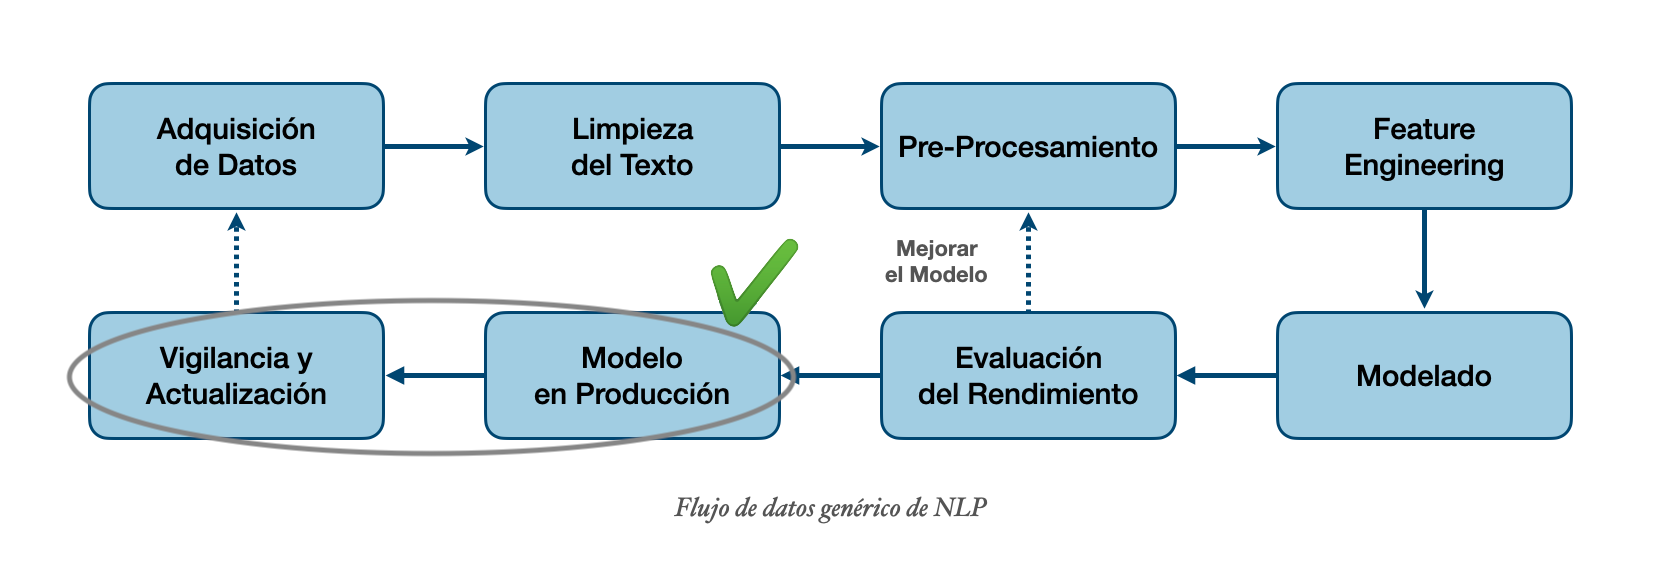 Adquisición
de Datos
Limpieza
del Texto
Pre-Procesamiento
Feature
Engineering
Mejorar
el Modelo
Vigilancia y
Actualización
Modelo
en Producción
Evaluación
del Rendimiento
Modelado
Flujo de datos genérico de NLP